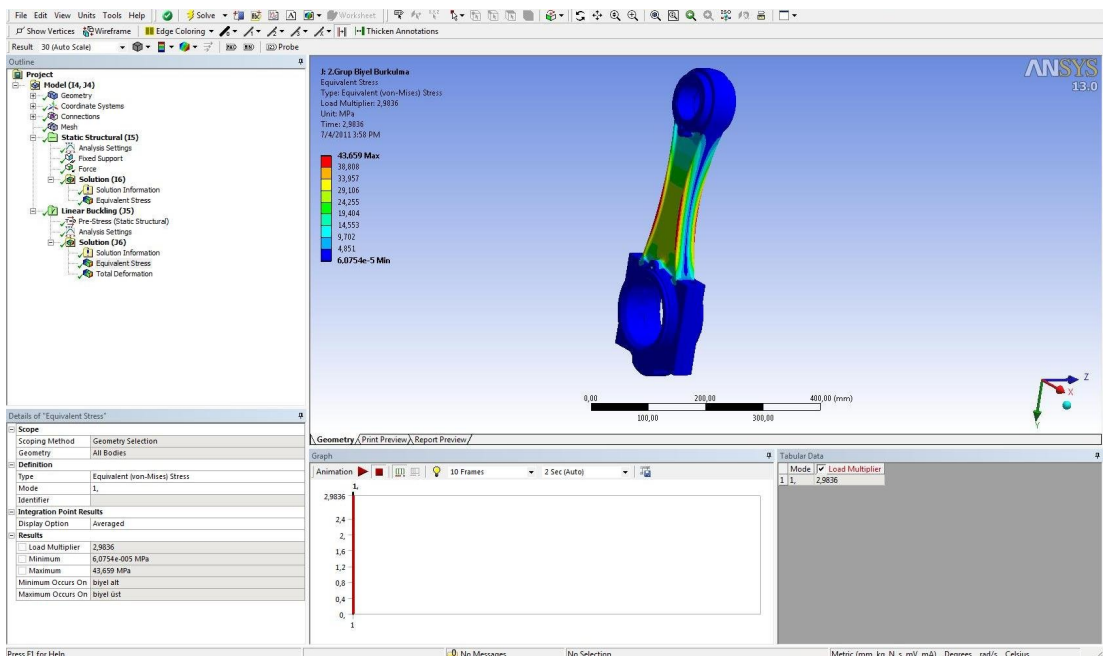 File Edit View Units Tools Help Solve Worksheet
Show Vertices Wireframe Edge Coloring Thicken Annotations
Result 30 (Auto Scale) Probe
Outline
Project
Model (I4, J4)
Geometry
Coordinate Systems
Connections
Mesh
Static Structural (I5)
Analysis Settings
Fixed Support
Force
Solution (I6)
Solution Information
Equivalent Stress
Linear Buckling (J5)
Pre-Stress (Static Structural)
Analysis Settings
Solution (J6)
Solution Information
Equivalent Stress
Total Deformation
J: 2.Grup Biyel Burkulma
Equivalent Stress
Type: Equivalent (von-Mises) Stress
Load Multiplier: 2,9836
Unit: MPa
Time: 2,9836
7/4/2011 3:58 PM
43,659 Max
38,808
33,957
29,106
24,255
19,404
14,553
9,702
4,851
6,0754e-5 Min
ANSYS
13.0
0,00 200,00 400,00 (mm)
100,00 300,00
Z
X
Y
Geometry Print Preview Report Preview
Details of "Equivalent Stress"
Scope
Scoping Method Geometry Selection
Geometry All Bodies
Definition
Type Equivalent (von-Mises) Stress
Mode 1,
Identifier
Integration Point Results
Display Option Averaged
Results
Load Multiplier 2,9836
Minimum 6,0754e-005 MPa
Maximum 43,659 MPa
Minimum Occurs On biyel alt
Maximum Occurs On biyel üst
Graph
Animation 10 Frames 2 Sec (Auto)
1,
2,9836
2,4
2,
1,6
1,2
0,8
0,4
0,
1
Tabular Data
Mode Load Multiplier
1 1, 2,9836
Press F1 for Help No Messages No Selection Metric (mm, kg, N, s, mV, mA) Degrees rad/s Celsius